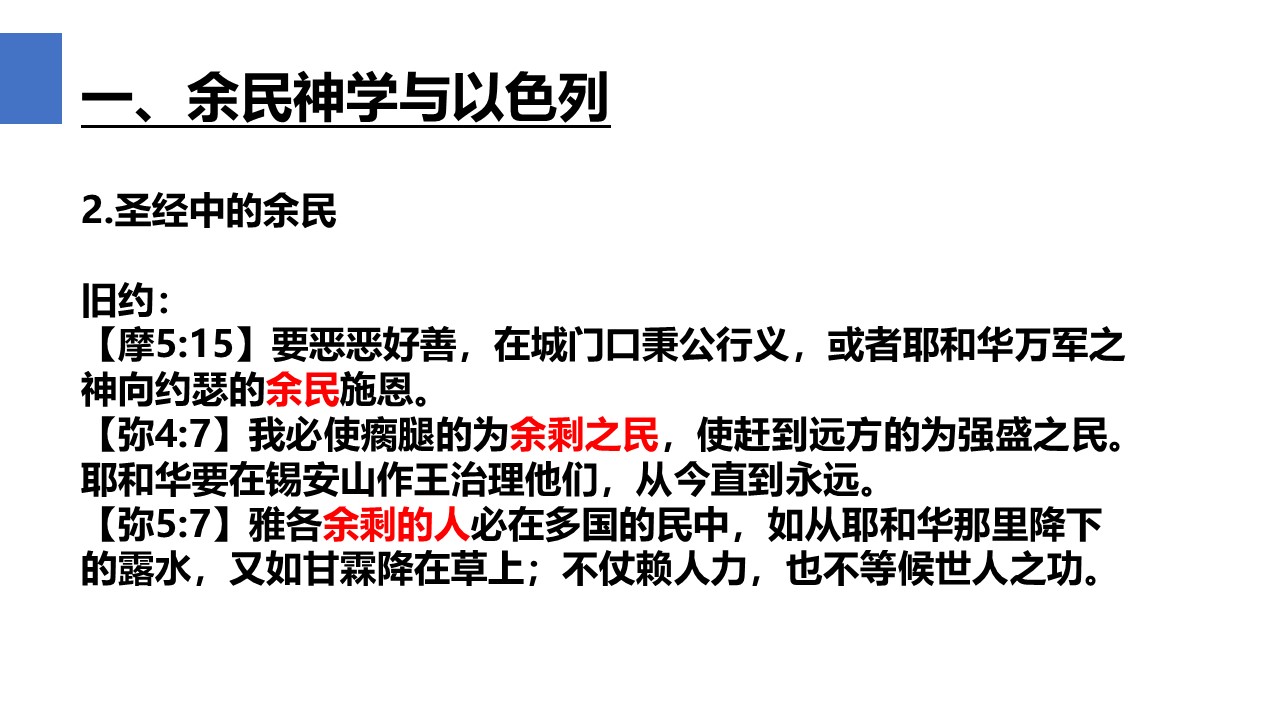 一、余民神学与以色列
2.圣经中的余民
旧约：
【摩5:15】要恶恶好善，在城门口秉公行义，或者耶和华万军之
神向约瑟的余民施恩。
【弥4:7】我必使瘸腿的为余剩之民，使赶到远方的为强盛之民。
耶和华要在锡安山作王治理他们，从今直到永远。
【弥5:7】雅各余剩的人必在多国的民中，如从耶和华那里降下
的露水，又如甘霖降在草上；不仗赖人力，也不等候世人之功。